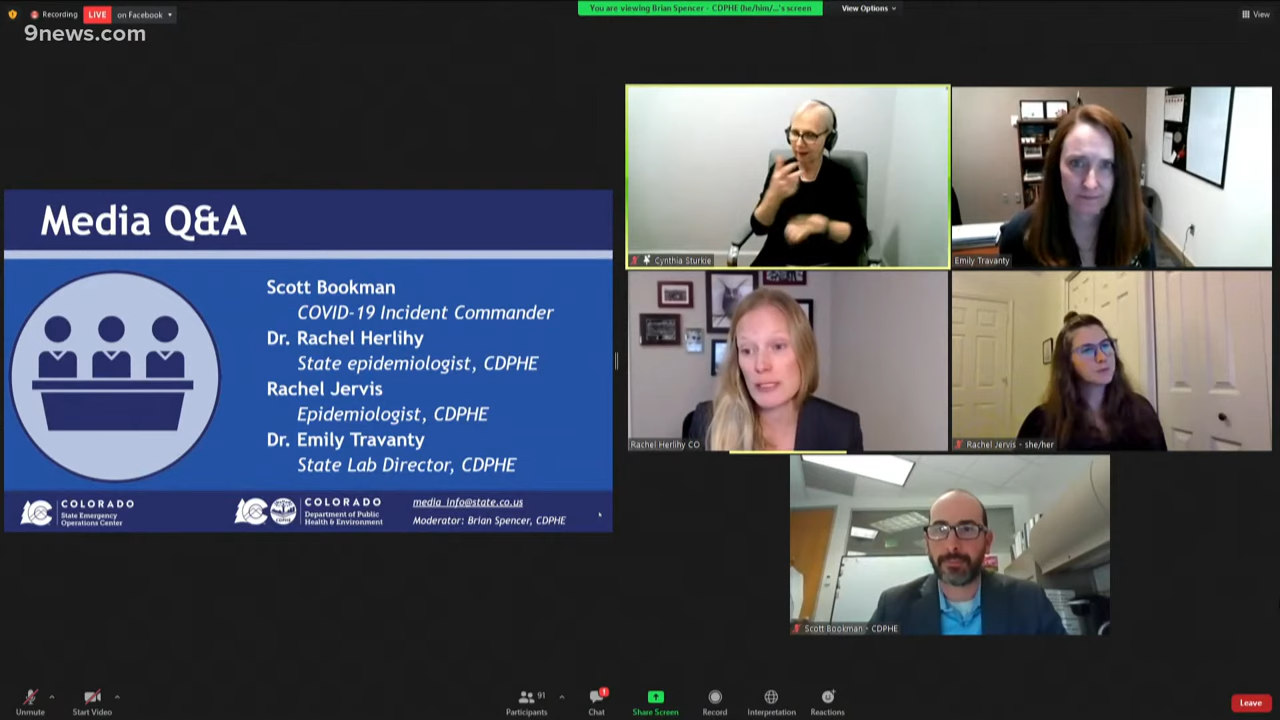 Recording
LIVE
on Facebook
You are viewing Brian Spencer - CDPHE (he/him/...'s screen
View Options
View
9news.com
Media Q&A
Scott Bookman
COVID-19 Incident Commander
Dr. Rachel Herlihy
State epidemiologist, CDPHE
Rachel Jervis
Epidemiologist, CDPHE
Dr. Emily Travanty
State Lab Director, CDPHE
COLORADO
State Emergency
Operations Center
COLORADO
Department of Public
Health & Environment
media_info@state.co.us
Moderator: Brian Spencer, CDPHE
Cynthia Sturkie
Emily Travanty
Rachel Herlihy CO
Rachel Jervis - she/her
Scott Bookman - CDPHE
Unmute
Start Video
91
Participants
1
Chat
Share Screen
Record
Interpretation
Reactions
Leave